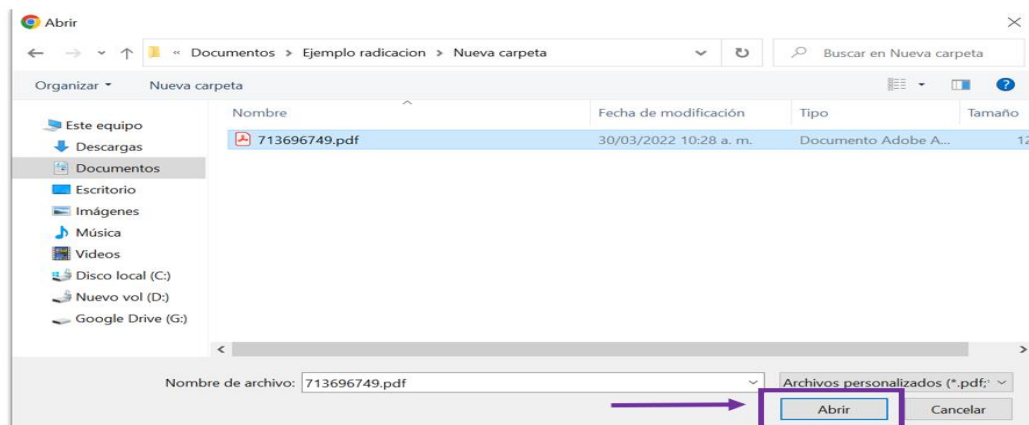 Abrir
« Documentos > Ejemplo radicacion > Nueva carpeta
Buscar en Nueva carpeta
Organizar
Nueva carpeta
Nombre
Fecha de modificación
Tipo
Tamaño
713696749.pdf
30/03/2022 10:28 a. m.
Documento Adobe A...
Este equipo
Descargas
Documentos
Escritorio
Imágenes
Música
Videos
Disco local (C:)
Nuevo vol (D:)
Google Drive (G:)
Nombre de archivo: 713696749.pdf
Archivos personalizados (*.pdf;
Abrir
Cancelar